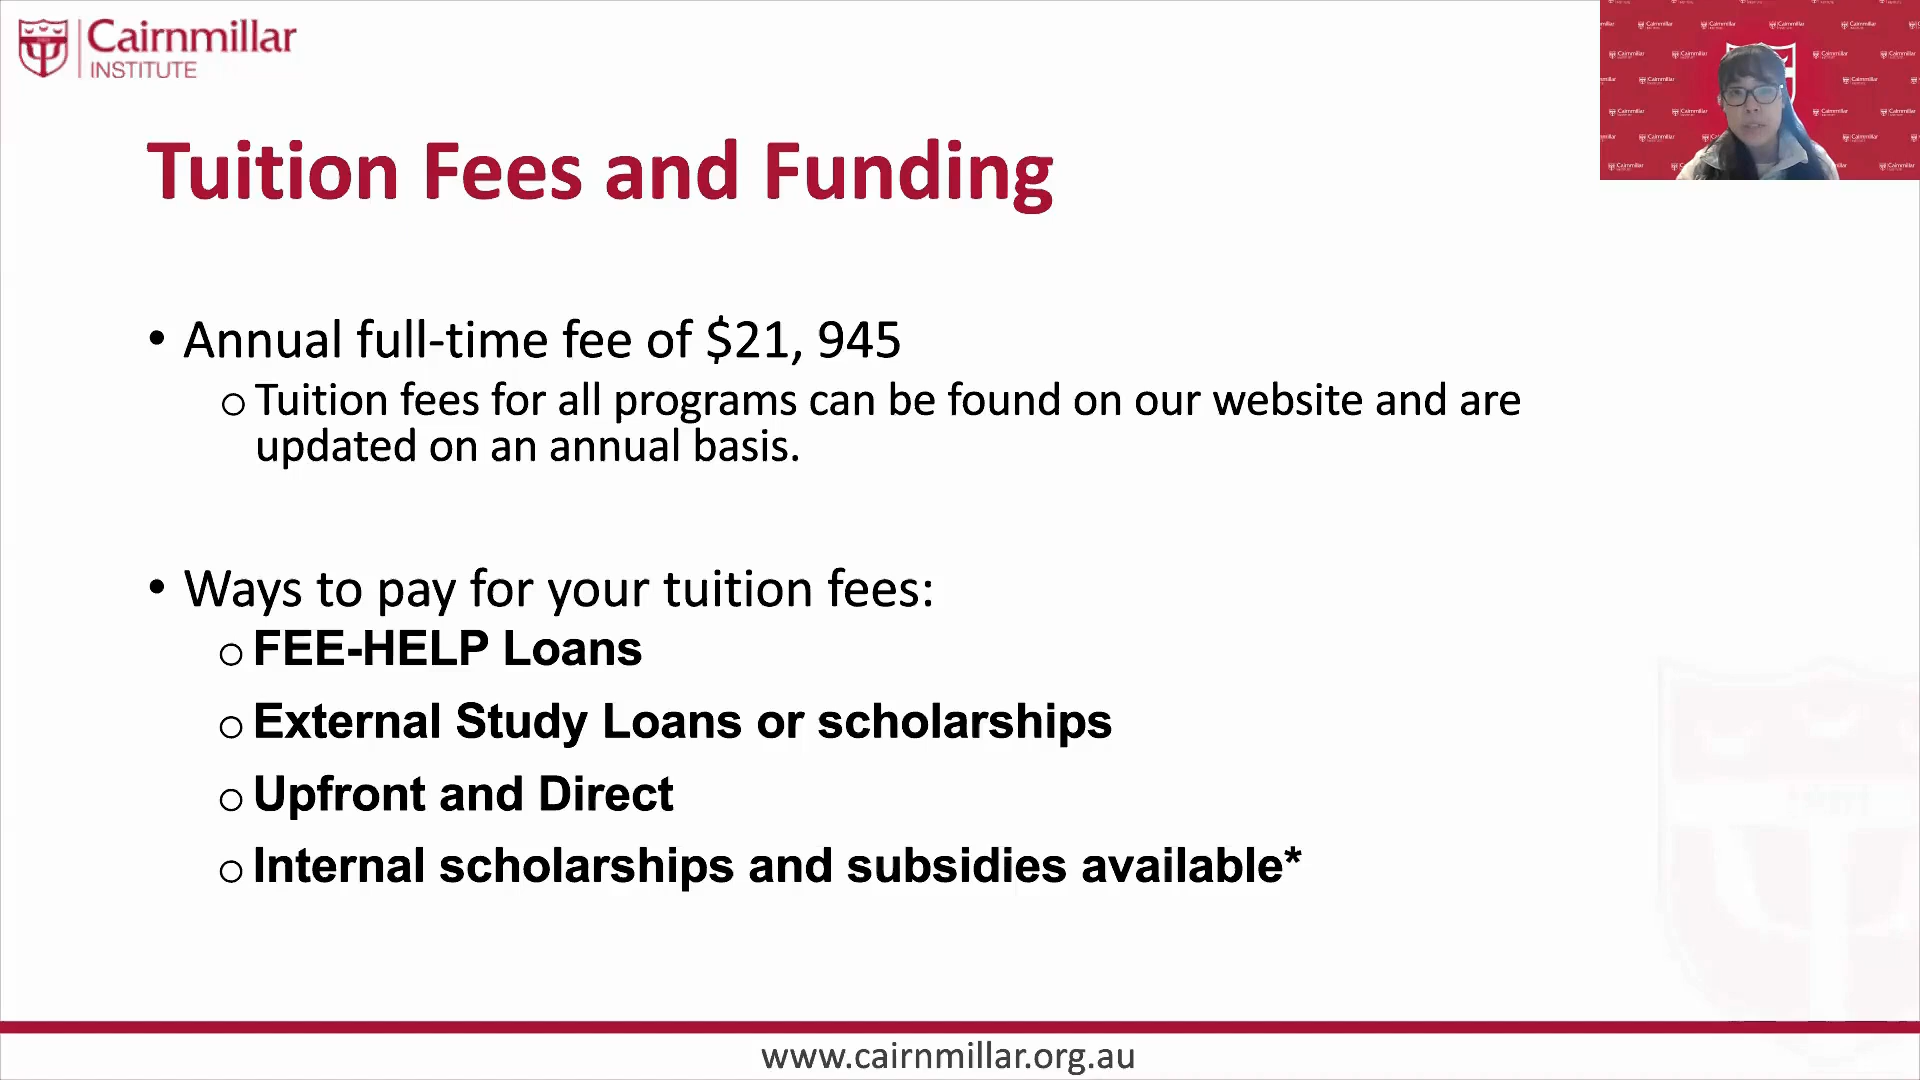 Cairnmillar
INSTITUTE
Tuition Fees and Funding
• Annual full-time fee of $21, 945
o Tuition fees for all programs can be found on our website and are
updated on an annual basis.
• Ways to pay for your tuition fees:
o FEE-HELP Loans
o External Study Loans or scholarships
o Upfront and Direct
o Internal scholarships and subsidies available*
www.cairnmillar.org.au